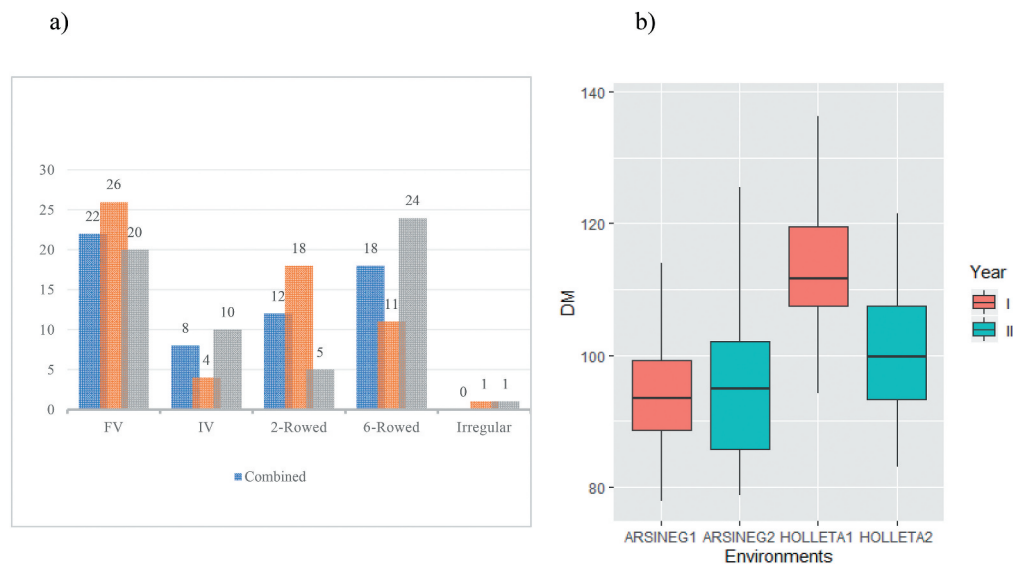 a)
30
25
20
15
10
5
0
22 26 20
8 4 10
12 18 5
18 11 24
0 1 1
FV IV 2-Rowed 6-Rowed Irregular
Combined
b)
140
120
100
80
DM
ARSINEG1 ARSINEG2 HOLLETA1 HOLLETA2
Environments
Year
I
II